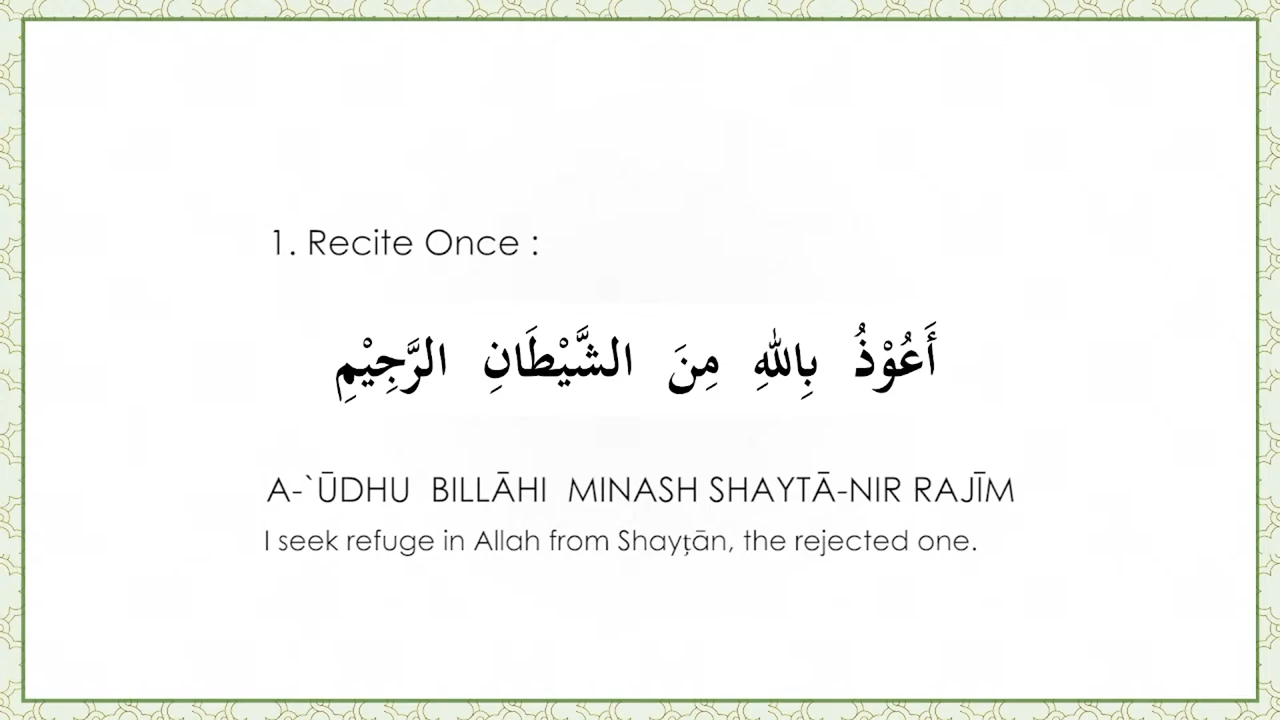 1. Recite Once :
أَعُوْذُ بِاللهِ مِنَ الشَّيْطَانِ الرَّجِيْمِ
A-`ŪDHU BILLĀHI MINASH SHAYTĀ-NIR RAJĪM
I seek refuge in Allah from Shayṭān, the rejected one.